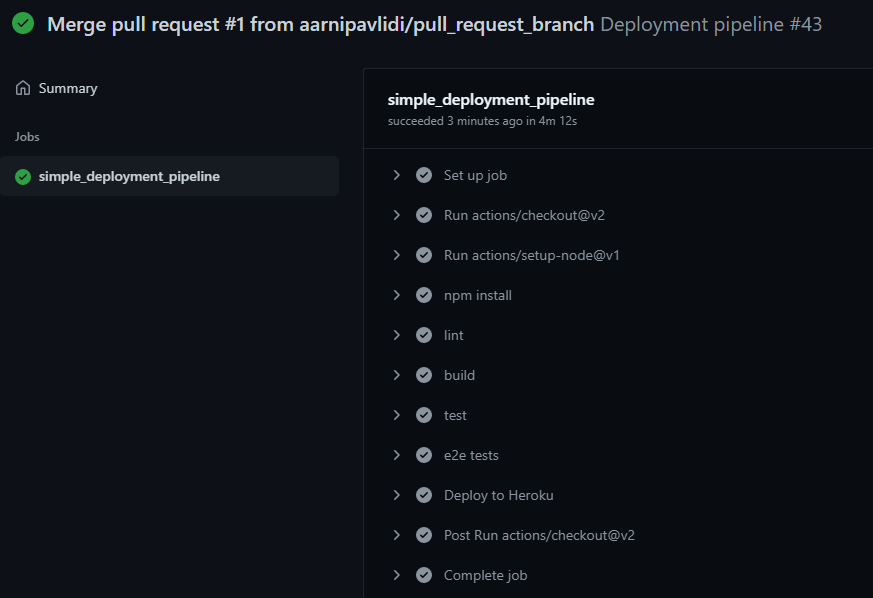 Merge pull request #1 from aarnipavlidi/pull_request_branch Deployment pipeline #43
Summary
Jobs
simple_deployment_pipeline
simple_deployment_pipeline
succeeded 3 minutes ago in 4m 12s
Set up job
Run actions/checkout@v2
Run actions/setup-node@v1
npm install
lint
build
test
e2e tests
Deploy to Heroku
Post Run actions/checkout@v2
Complete job